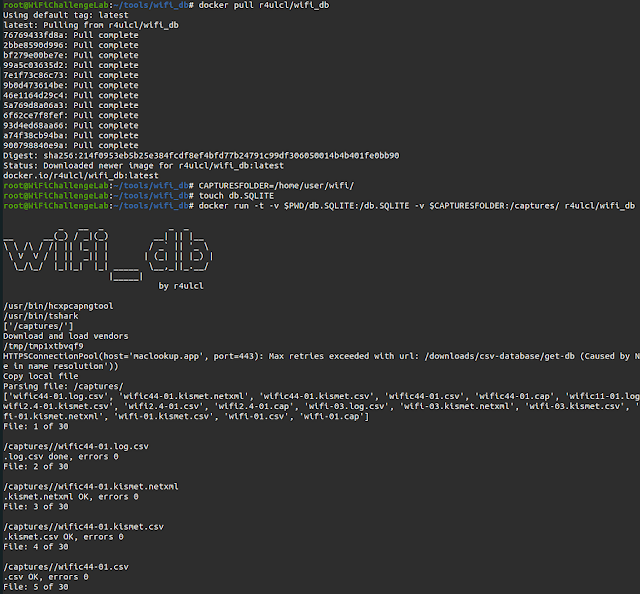 root@WiFiChallengeLab:~/tools/wifi_db# docker pull r4ulcl/wifi_db
Using default tag: latest
latest: Pulling from r4ulcl/wifi_db
76769433fd8a: Pull complete
2bbe8590d996: Pull complete
bf279e00be7e: Pull complete
99a5c03635d2: Pull complete
7e1f73c86c73: Pull complete
9b0d473614be: Pull complete
46e1164d29c4: Pull complete
5a769d8a06a3: Pull complete
6f62ce7f8fef: Pull complete
93d4ed68aa66: Pull complete
a74f38cb94ba: Pull complete
900798840e9a: Pull complete
Digest: sha256:214f0953eb5b25e384fcdf8ef4bfd77b24791c99df306050014b4b401fe0bb90
Status: Downloaded newer image for r4ulcl/wifi_db:latest
docker.io/r4ulcl/wifi_db:latest
root@WiFiChallengeLab:~/tools/wifi_db# CAPTURESFOLDER=/home/user/wifi/
root@WiFiChallengeLab:~/tools/wifi_db# touch db.SQLITE
root@WiFiChallengeLab:~/tools/wifi_db# docker run -t -v $PWD/db.SQLITE:/db.SQLITE -v $CAPTURESFOLDER:/captures/ r4ulcl/wifi_db
wifi_db
by r4ulcl
/usr/bin/hcxpcapngtool
/usr/bin/tshark
['/captures/']
Download and load vendors
/tmp/tmp1xtbvqf9
HTTPSConnectionPool(host='maclookup.app', port=443): Max retries exceeded with url: /downloads/csv-database/get-db (Caused by N
e in name resolution'))
Copy local file
Parsing file: /captures/
['wific44-01.log.csv', 'wific44-01.kismet.netxml', 'wific44-01.kismet.csv', 'wific44-01.csv', 'wific44-01.cap', 'wific11-01.log
wifi2.4-01.kismet.csv', 'wifi2.4-01.csv', 'wifi2.4-01.cap', 'wifi-03.log.csv', 'wifi-03.kismet.netxml', 'wifi-03.kismet.csv', '
fi-01.kismet.netxml', 'wifi-01.kismet.csv', 'wifi-01.csv', 'wifi-01.cap']
File: 1 of 30
/captures//wific44-01.log.csv
.log.csv done, errors 0
File: 2 of 30
/captures//wific44-01.kismet.netxml
.kismet.netxml OK, errors 0
File: 3 of 30
/captures//wific44-01.kismet.csv
.kismet.csv OK, errors 0
File: 4 of 30
/captures//wific44-01.csv
.csv OK, errors 0
File: 5 of 30